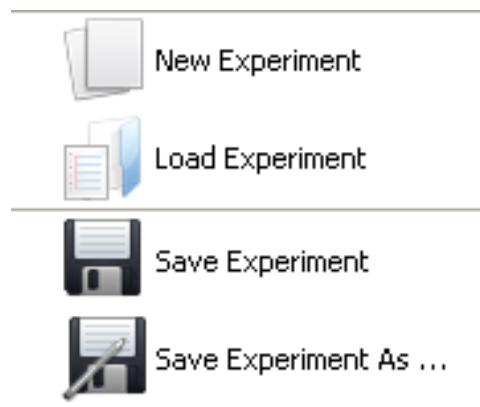 New Experiment
Load Experiment
Save Experiment
Save Experiment As ...